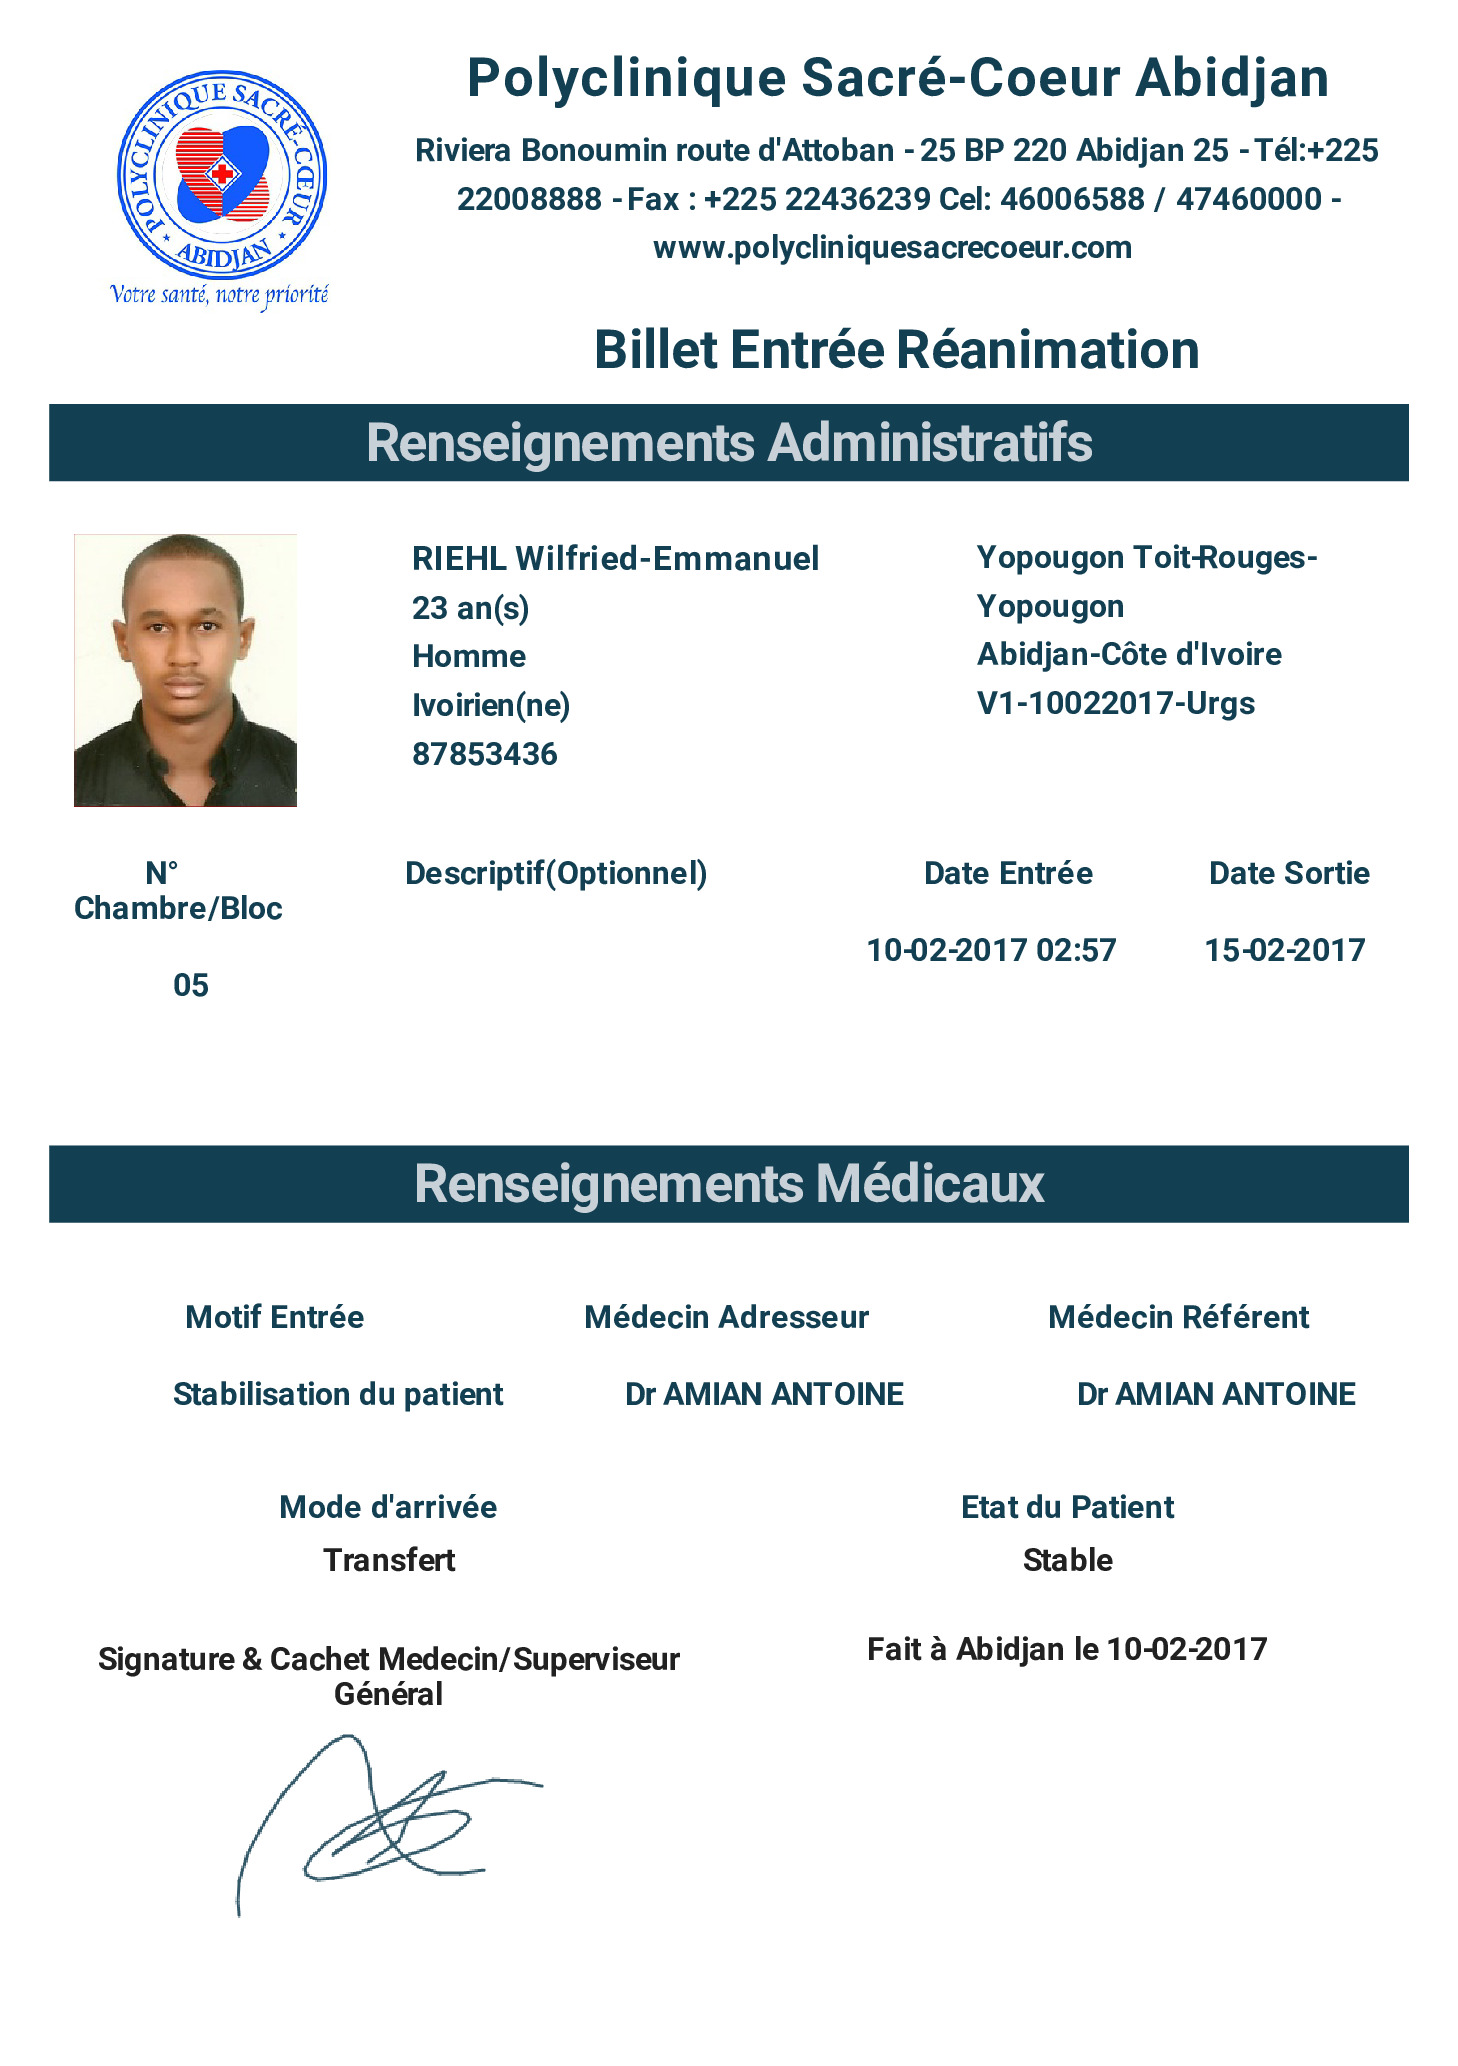 POLYCLINIQUE SACRÉ-CŒUR
ABIDJAN
Votre santé, notre priorité
Polyclinique Sacré-Coeur Abidjan
Riviera Bonoumin route d'Attoban - 25 BP 220 Abidjan 25 - Tél:+225
22008888 - Fax : +225 22436239 Cel: 46006588 / 47460000 -
www.polycliniquesacrecoeur.com
Billet Entrée Réanimation
Renseignements Administratifs
RIEHL Wilfried-Emmanuel
23 an(s)
Homme
Ivoirien(ne)
87853436
Yopougon Toit-Rouges-
Yopougon
Abidjan-Côte d'Ivoire
V1-10022017-Urgs
N°
Chambre/Bloc
05
Descriptif(Optionnel)
Date Entrée
10-02-2017 02:57
Date Sortie
15-02-2017
Renseignements Médicaux
Motif Entrée
Stabilisation du patient
Médecin Adresseur
Dr AMIAN ANTOINE
Médecin Référent
Dr AMIAN ANTOINE
Mode d'arrivée
Transfert
Etat du Patient
Stable
Signature & Cachet Medecin/Superviseur
Général
Fait à Abidjan le 10-02-2017